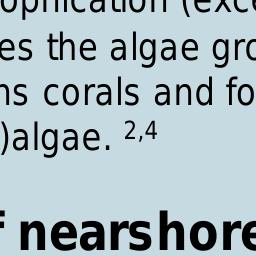 ophication (exce
es the algae gro
ns corals and fo
)algae. 2,4
f nearshore